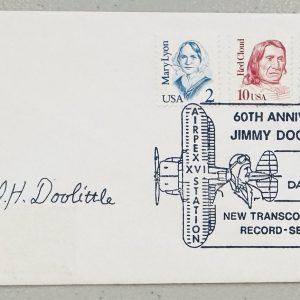 Mary Lyon
USA 2
Red Cloud
10 USA
60TH ANNIV
JIMMY DOO
AIRPEX XVI STATION
DA
NEW TRANSCO
RECORD-SE
J.H. Doolittle